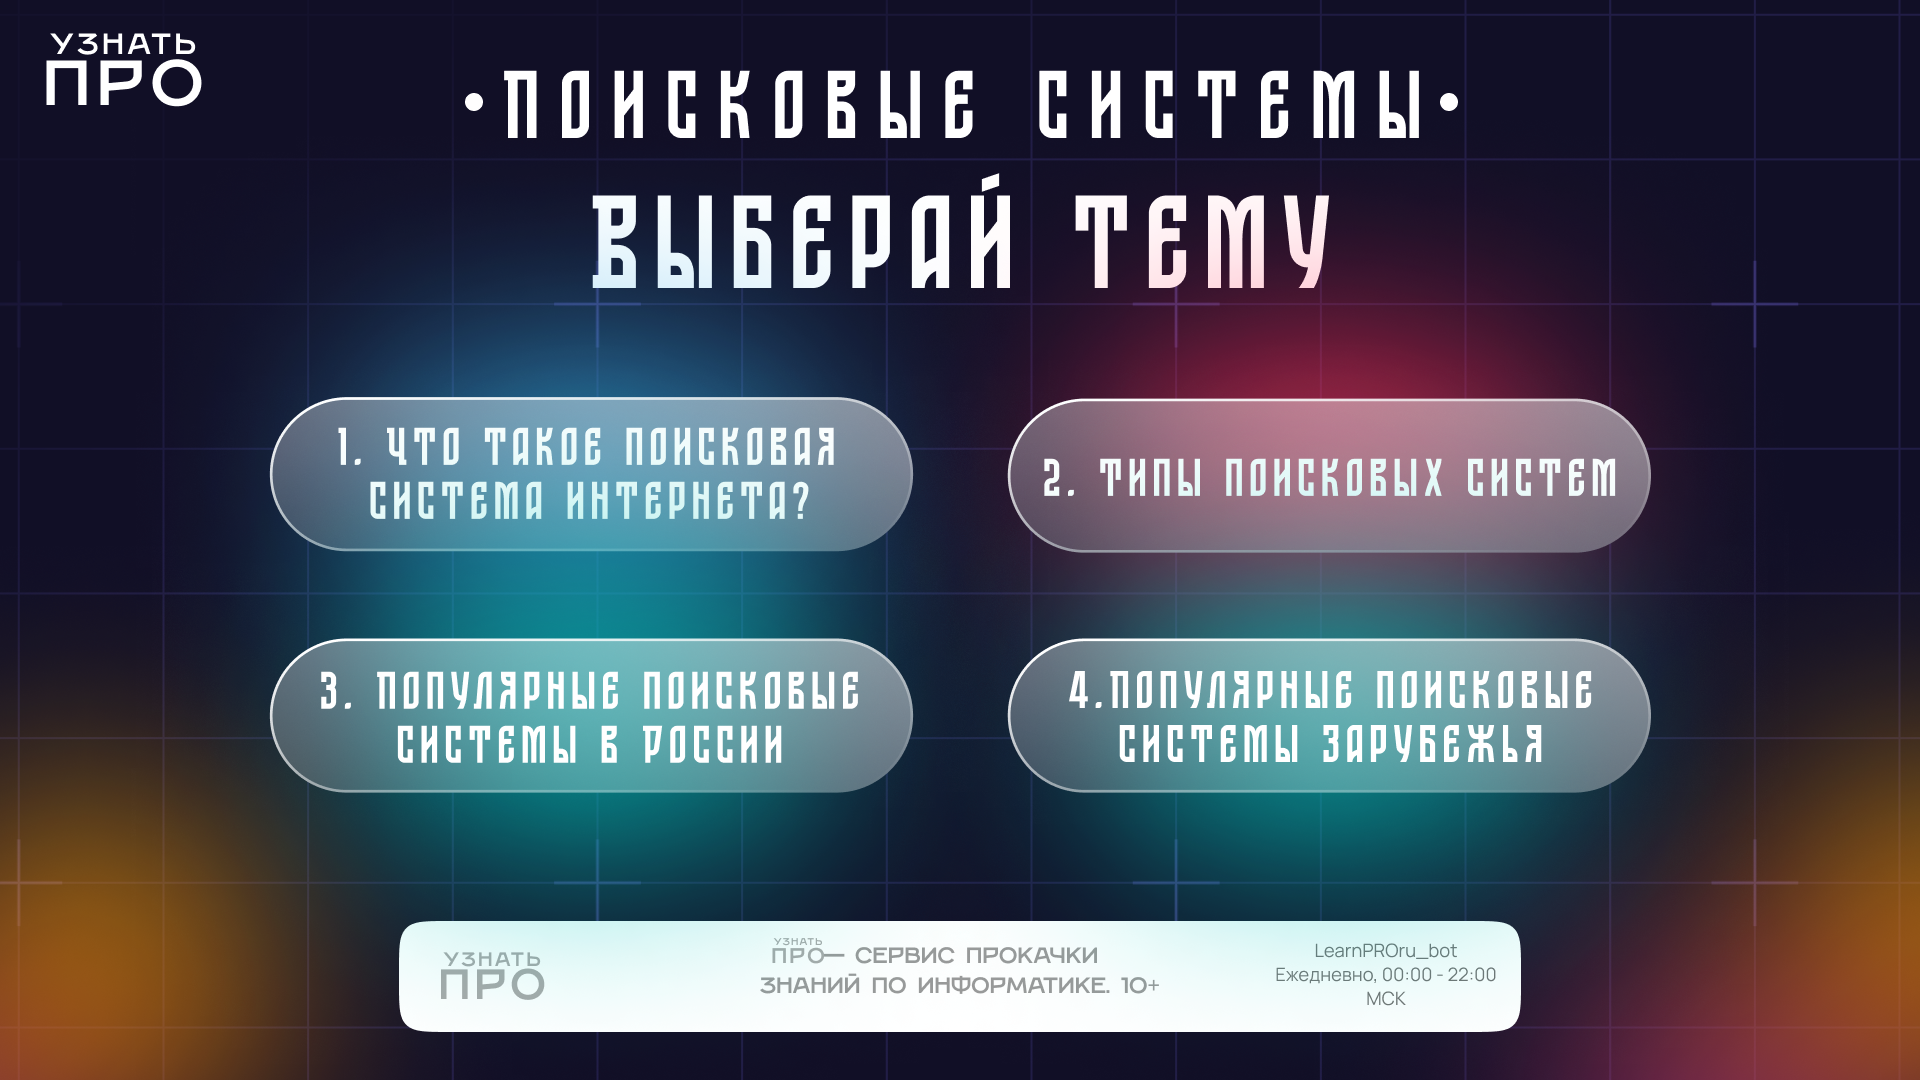 УЗНАТЬ
ПРО
•ПОИСКОВЫЕ СИСТЕМЫ•
ВЫБЕРАЙ ТЕМУ
1. ЧТО ТАКОЕ ПОИСКОВАЯ
СИСТЕМА ИНТЕРНЕТА?
2. ТИПЫ ПОИСКОВЫХ СИСТЕМ
3. ПОПУЛЯРНЫЕ ПОИСКОВЫЕ
СИСТЕМЫ В РОССИИ
4.ПОПУЛЯРНЫЕ ПОИСКОВЫЕ
СИСТЕМЫ ЗАРУБЕЖЬЯ
УЗНАТЬ
ПРО
УЗНАТЬ
ПРО— СЕРВИС ПРОКАЧКИ
ЗНАНИЙ ПО ИНФОРМАТИКЕ. 10+
LearnPROru_bot
Ежедневно, 00:00 - 22:00
МСК